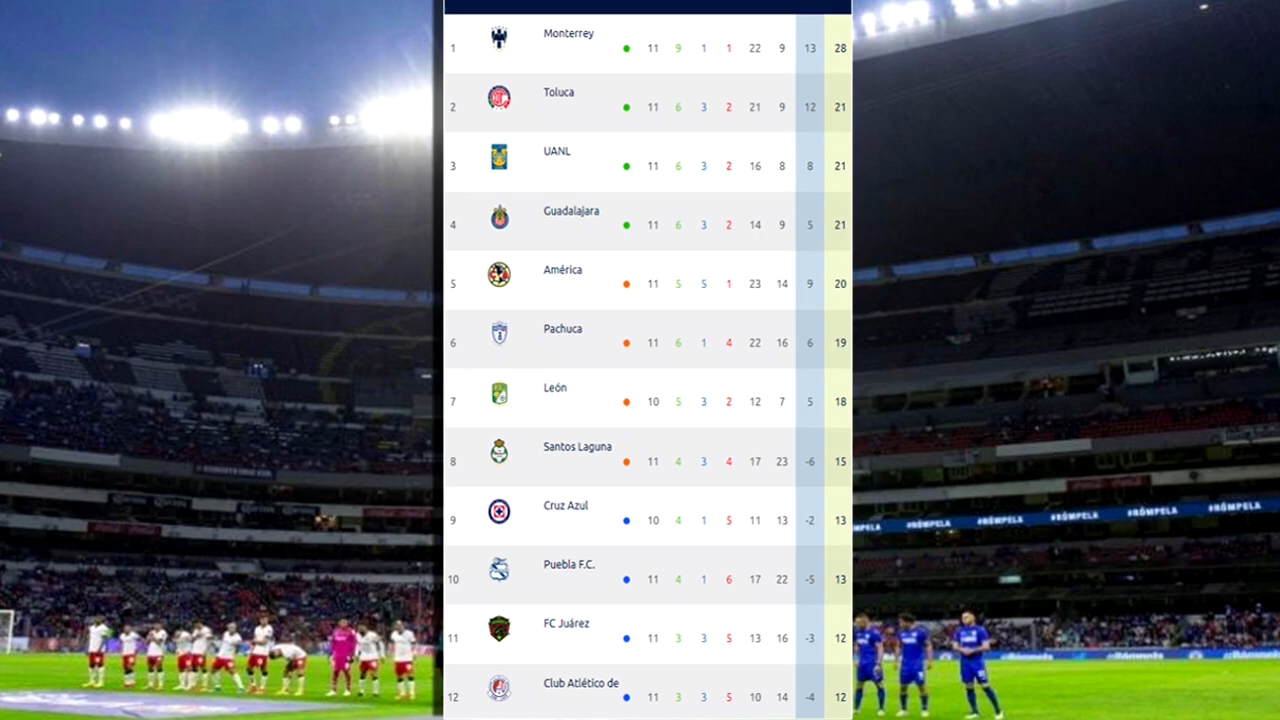 1 Monterrey 11 9 1 1 22 9 13 28
2 Toluca 11 6 3 2 21 9 12 21
3 UANL 11 6 3 2 16 8 8 21
4 Guadalajara 11 6 3 2 14 9 5 21
5 América 11 5 5 1 23 14 9 20
6 Pachuca 11 6 1 4 22 16 6 19
7 León 10 5 3 2 12 7 5 18
8 Santos Laguna 11 4 3 4 17 23 -6 15
9 Cruz Azul 10 4 1 5 11 13 -2 13
10 Puebla F.C. 11 4 1 6 17 22 -5 13
11 FC Juárez 11 3 3 5 13 16 -3 12
12 Club Atlético de 11 3 3 5 10 14 -4 12
MPELA #RÓMPELA #RÓMPELA #RÓMPELA #RÓMPELA #RÓMPELA